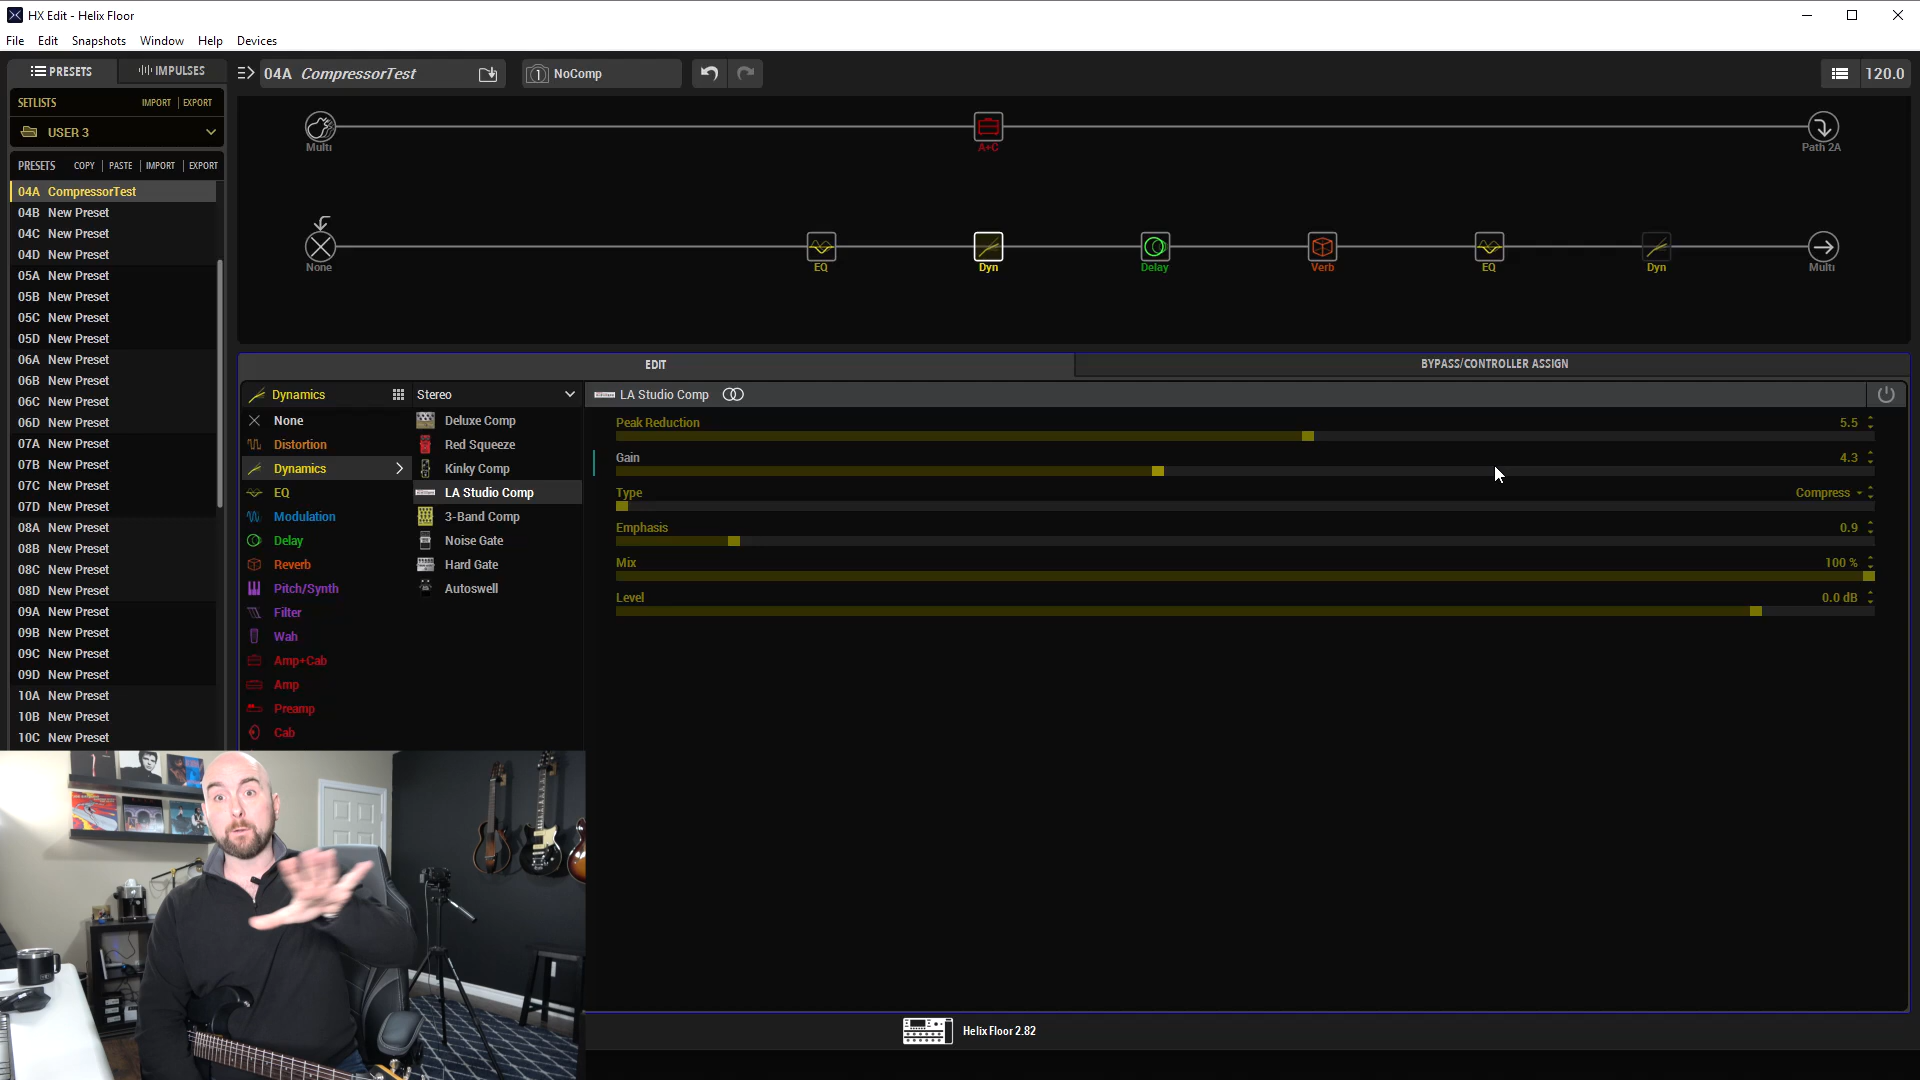 HX Edit - Helix Floor
File Edit Snapshots Window Help Devices
PRESETS IMPULSES
04A CompressorTest
1 NoComp
120.0
SETLISTS IMPORT | EXPORT
USER 3
PRESETS COPY | PASTE | IMPORT | EXPORT
04A CompressorTest
04B New Preset
04C New Preset
04D New Preset
05A New Preset
05B New Preset
05C New Preset
05D New Preset
06A New Preset
06B New Preset
06C New Preset
06D New Preset
07A New Preset
07B New Preset
07C New Preset
07D New Preset
08A New Preset
08B New Preset
08C New Preset
08D New Preset
09A New Preset
09B New Preset
09C New Preset
09D New Preset
10A New Preset
10B New Preset
10C New Preset
Multi A+C Path 2A
None EQ Dyn Delay Verb EQ Dyn Multi
EDIT BYPASS/CONTROLLER ASSIGN
Dynamics
None
Distortion
Dynamics
EQ
Modulation
Delay
Reverb
Pitch/Synth
Filter
Wah
Amp+Cab
Amp
Preamp
Cab
Stereo
Deluxe Comp
Red Squeeze
Kinky Comp
LA Studio Comp
3-Band Comp
Noise Gate
Hard Gate
Autoswell
LA Studio Comp
Peak Reduction 5.5
Gain 4.3
Type Compress
Emphasis 0.9
Mix 100 %
Level 0.0 dB
Helix Floor 2.82